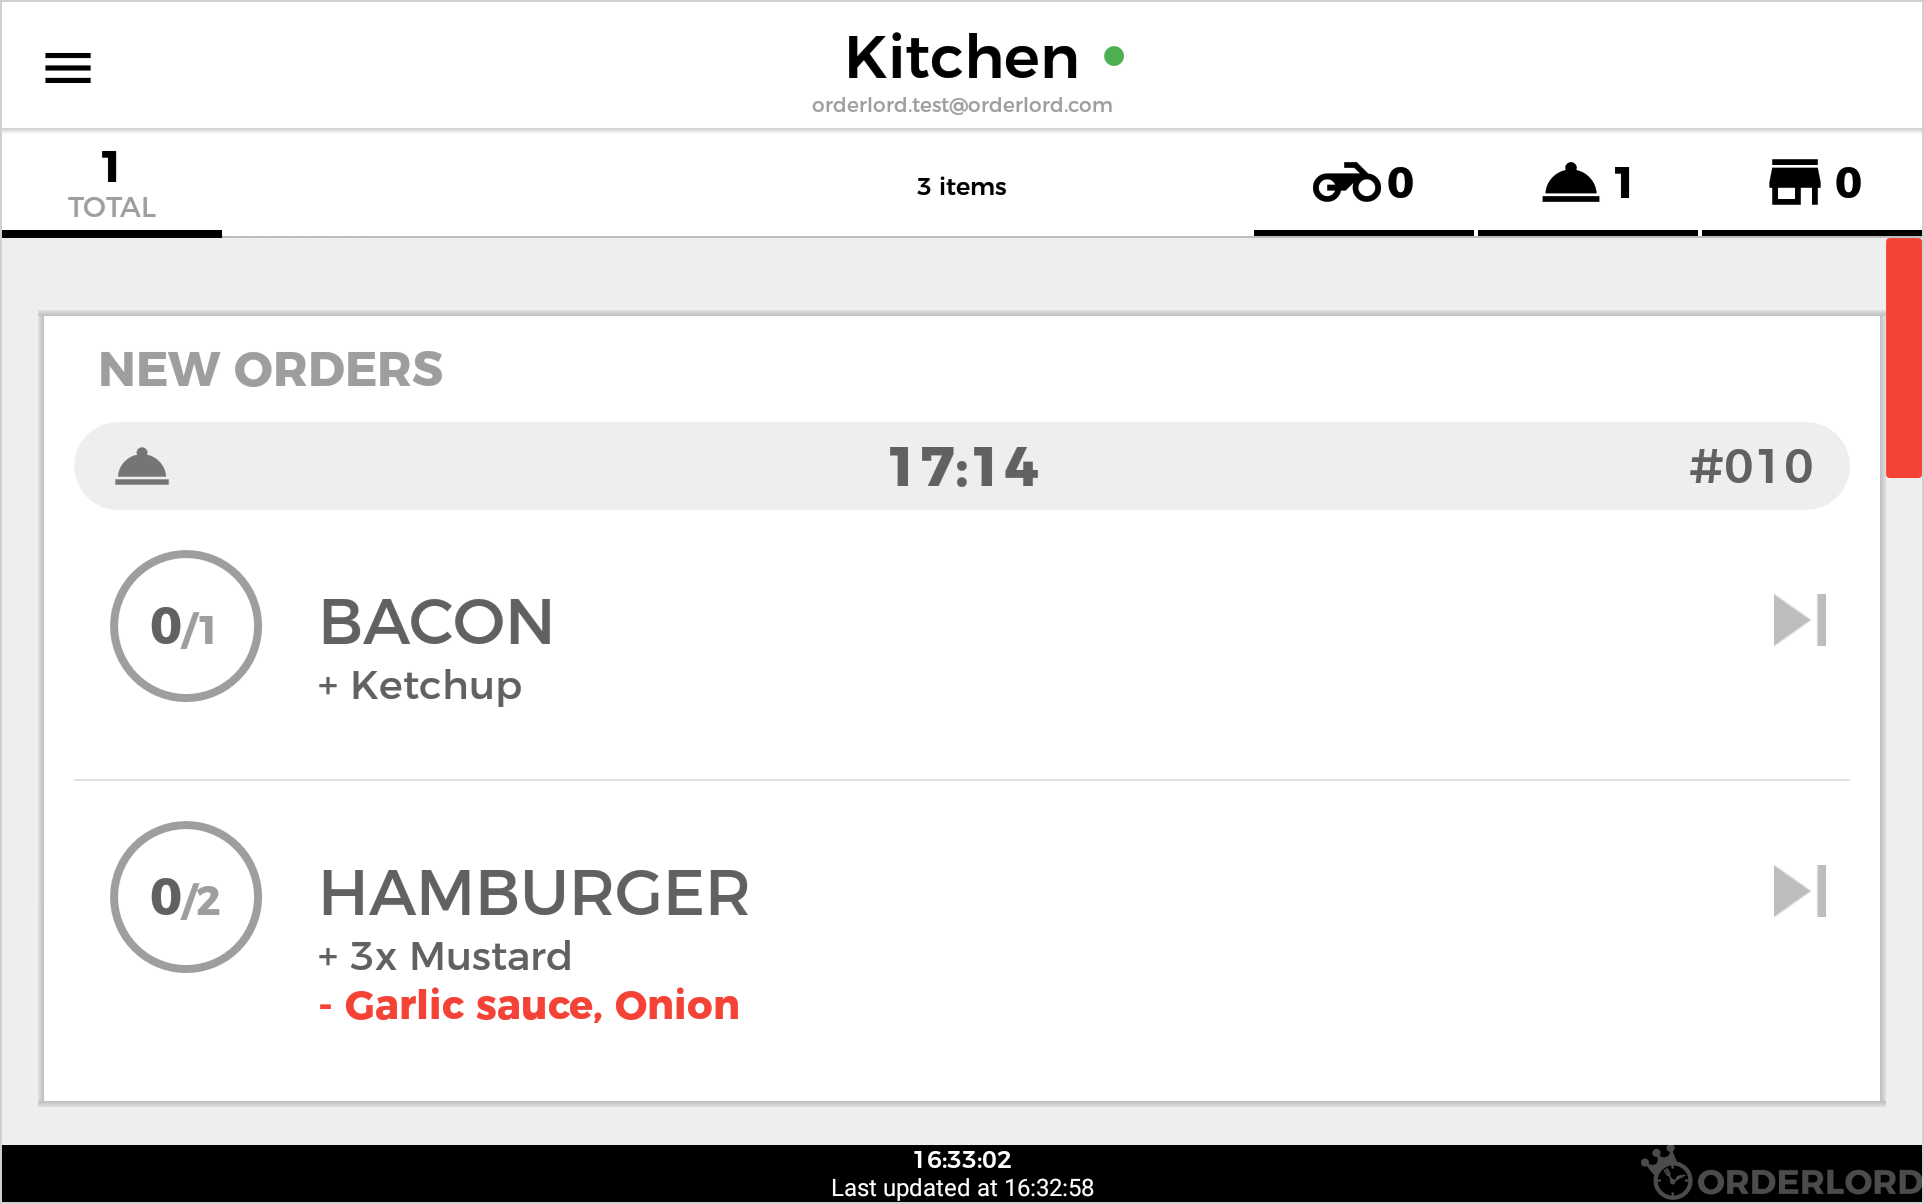 Kitchen
orderlord.test@orderlord.com
1
TOTAL
3 items
0
1
0
NEW ORDERS
17:14
#010
0/1
BACON
+ Ketchup
0/2
HAMBURGER
+ 3x Mustard
- Garlic sauce, Onion
16:33:02
Last updated at 16:32:58
ORDERLORD